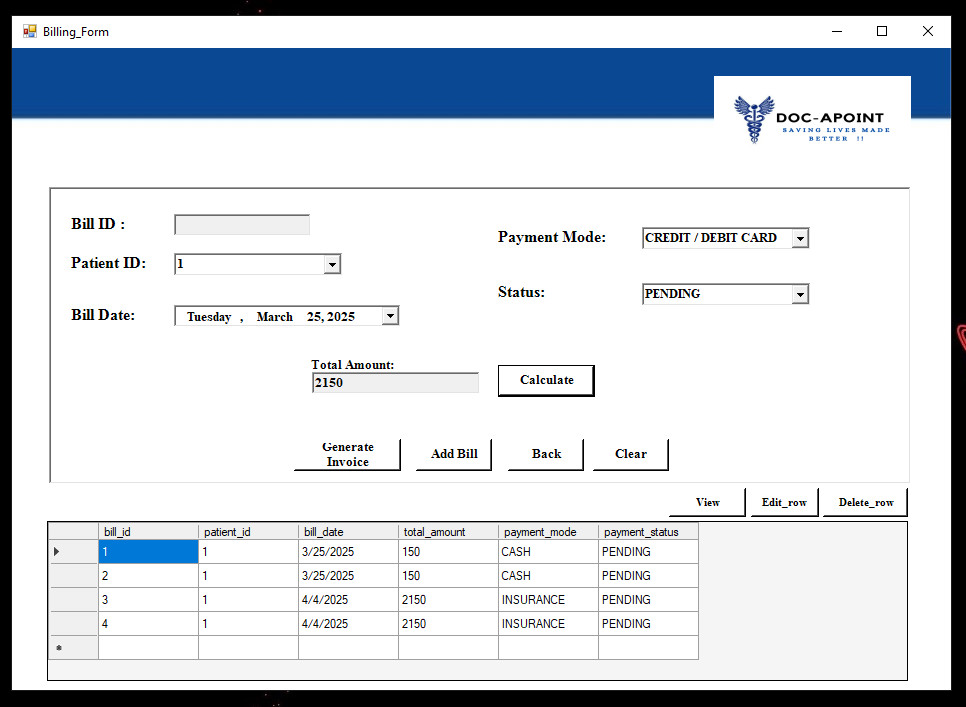 Billing_Form
DOC-APOINT
SAVING LIVES MADE
BETTER !!
Bill ID :
Patient ID: 1
Bill Date: Tuesday , March 25, 2025
Payment Mode: CREDIT / DEBIT CARD
Status: PENDING
Total Amount:
2150
Calculate
Generate
Invoice
Add Bill
Back
Clear
View
Edit_row
Delete_row
bill_id patient_id bill_date total_amount payment_mode payment_status
1 1 3/25/2025 150 CASH PENDING
2 1 3/25/2025 150 CASH PENDING
3 1 4/4/2025 2150 INSURANCE PENDING
4 1 4/4/2025 2150 INSURANCE PENDING